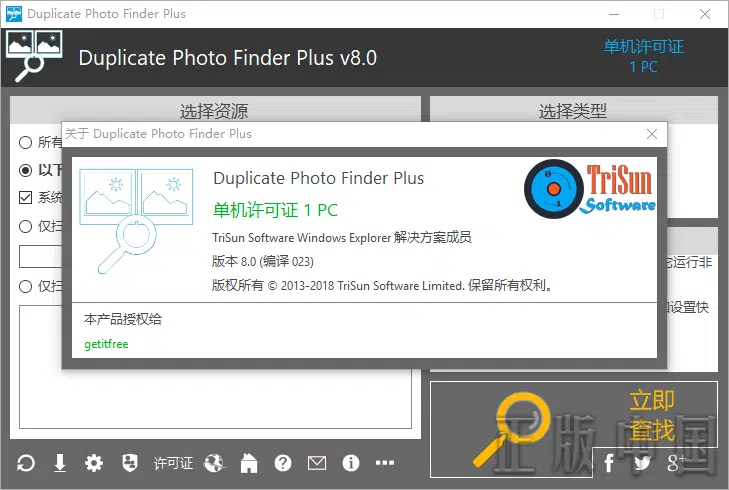 Duplicate Photo Finder Plus
Duplicate Photo Finder Plus v8.0
单机许可证
1 PC
选择资源
选择类型
所有
以下
系统
仅扫
仅扫
关于 Duplicate Photo Finder Plus
Duplicate Photo Finder Plus
单机许可证 1 PC
TriSun Software Windows Explorer 解决方案成员
版本 8.0 (编译 023)
版权所有 © 2013-2018 TriSun Software Limited. 保留所有权利。
TriSun
Software
本产品授权给
getitfree
它运行非
设置快
立即
查找
许可证
正版中国